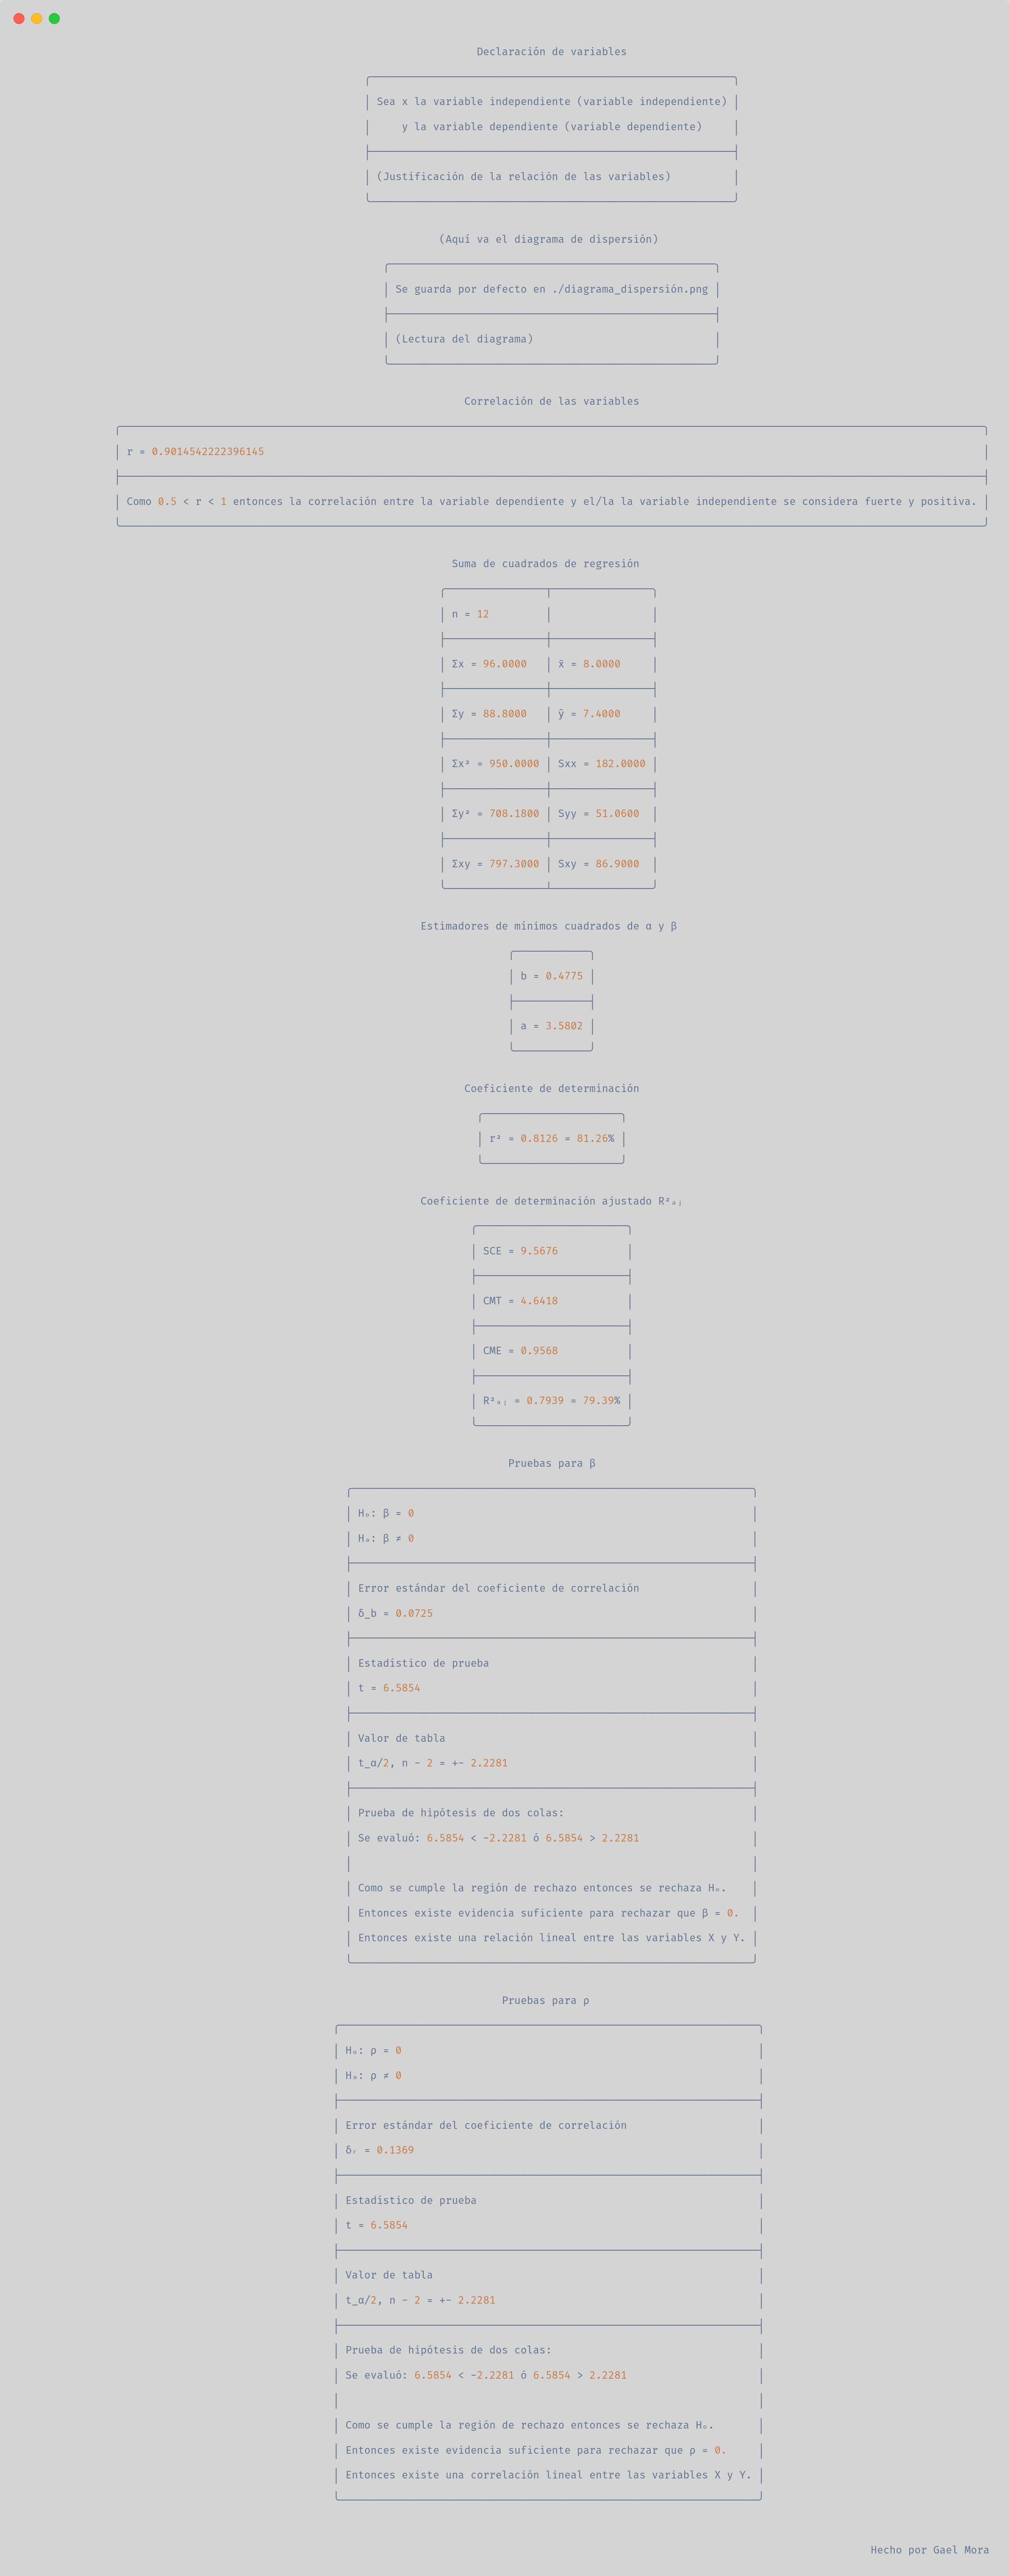 Declaración de variables
Sea x la variable independiente (variable independiente)
y la variable dependiente (variable dependiente)
(Justificación de la relación de las variables)
(Aquí va el diagrama de dispersión)
Se guarda por defecto en ./diagrama_dispersión.png
(Lectura del diagrama)
Correlación de las variables
r = 0.9014542222396145
Como 0.5 < r < 1 entonces la correlación entre la variable dependiente y el/la la variable independiente se considera fuerte y positiva.
Suma de cuadrados de regresión
n = 12
Σx = 96.0000 x̄ = 8.0000
Σy = 88.8000 ȳ = 7.4000
Σx² = 950.0000 Sxx = 182.0000
Σy² = 708.1800 Syy = 51.0600
Σxy = 797.3000 Sxy = 86.9000
Estimadores de mínimos cuadrados de α y β
b = 0.4775
a = 3.5802
Coeficiente de determinación
r² = 0.8126 = 81.26%
Coeficiente de determinación ajustado R²ₐⱼ
SCE = 9.5676
CMT = 4.6418
CME = 0.9568
R²ₐⱼ = 0.7939 = 79.39%
Pruebas para β
Hₒ: β = 0
Hₐ: β ≠ 0
Error estándar del coeficiente de correlación
δ_b = 0.0725
Estadístico de prueba
t = 6.5854
Valor de tabla
t_α/2, n - 2 = +- 2.2281
Prueba de hipótesis de dos colas:
Se evaluó: 6.5854 < -2.2281 ó 6.5854 > 2.2281
Como se cumple la región de rechazo entonces se rechaza Hₒ.
Entonces existe evidencia suficiente para rechazar que β = 0.
Entonces existe una relación lineal entre las variables X y Y.
Pruebas para ρ
Hₒ: ρ = 0
Hₐ: ρ ≠ 0
Error estándar del coeficiente de correlación
δᵣ = 0.1369
Estadístico de prueba
t = 6.5854
Valor de tabla
t_α/2, n - 2 = +- 2.2281
Prueba de hipótesis de dos colas:
Se evaluó: 6.5854 < -2.2281 ó 6.5854 > 2.2281
Como se cumple la región de rechazo entonces se rechaza Hₒ.
Entonces existe evidencia suficiente para rechazar que ρ = 0.
Entonces existe una correlación lineal entre las variables X y Y.
Hecho por Gael Mora